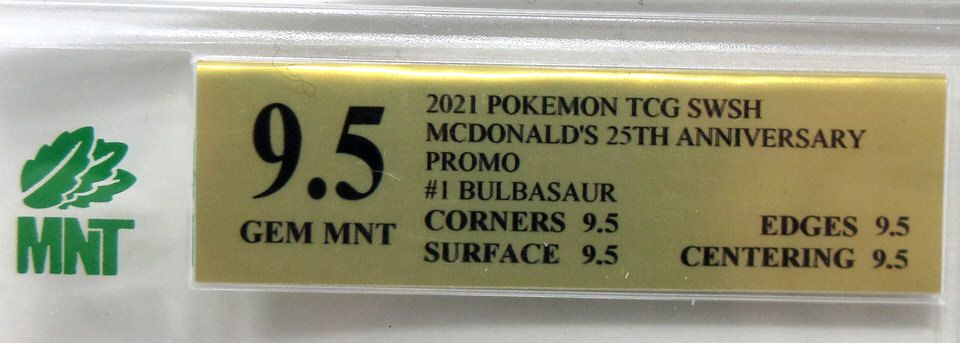 MNT
9.5
GEM MNT
2021 POKEMON TCG SWSH
MCDONALD'S 25TH ANNIVERSARY
PROMO
#1 BULBASAUR
CORNERS 9.5 EDGES 9.5
SURFACE 9.5 CENTERING 9.5